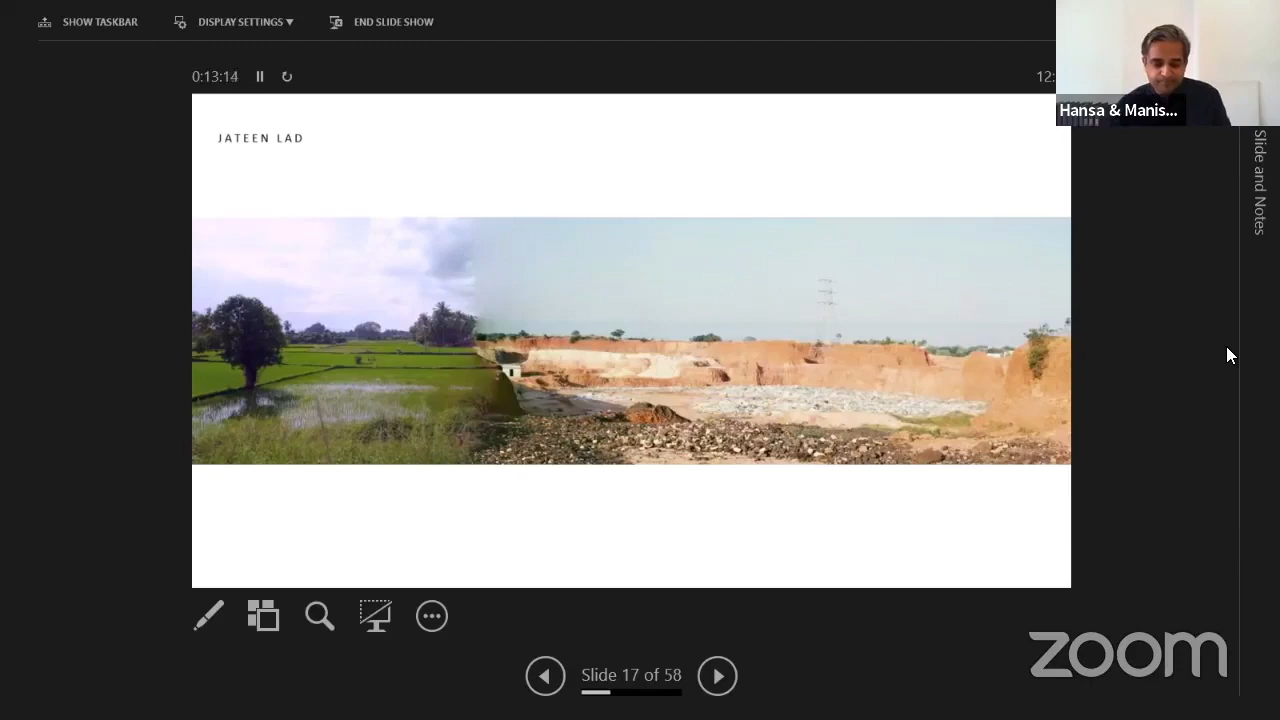 SHOW TASKBAR
DISPLAY SETTINGS ▼
END SLIDE SHOW
0:13:14
12:
Hansa & Manis...
JATEEN LAD
Slide and Notes
Slide 17 of 58
zoom